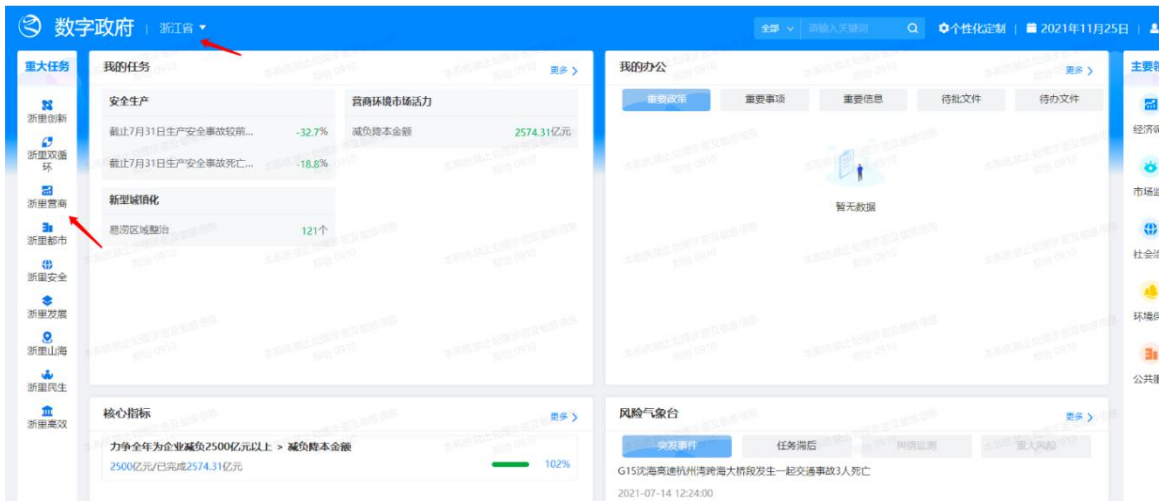 数字政府 浙江省
全部 请输入关键词 个性化定制 2021年11月25日
重大任务
浙里创新
浙里双循
环
浙里营商
浙里都市
浙里安全
浙里发展
浙里山海
浙里民生
浙里高效
我的任务 更多
安全生产
截止7月31日生产安全事故较前... -32.7%
截止7月31日生产安全事故死亡... -18.8%
营商环境市场活力
减负降本金额 2574.31亿元
新型城镇化
易涝区域整治 121个
我的办公 更多
重要政策 重要事项 重要信息 待批文件 待办文件
暂无数据
主要
经济
市场监
社会治
环境保
公共
核心指标 更多
力争全年为企业减负2500亿元以上 > 减负降本金额
2500亿元/已完成2574.31亿元 102%
风险气象台 更多
突发事件 任务滞后 舆情监测 重大风险
G15沈海高速杭州湾跨海大桥段发生一起交通事故3人死亡
2021-07-14 12:24:00